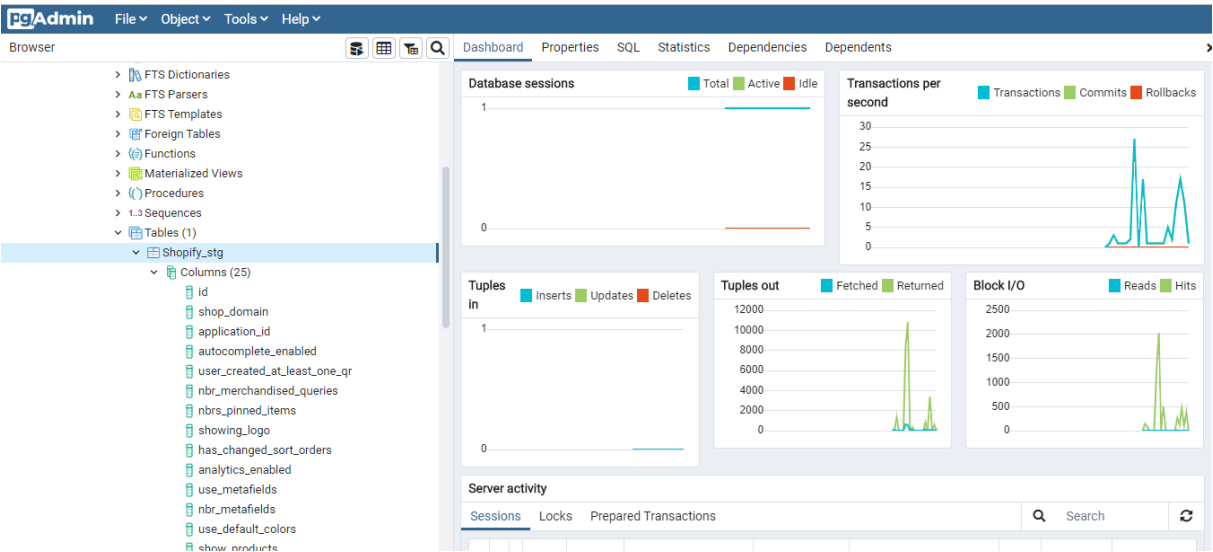 pgAdmin File Object Tools Help
Browser
Dashboard Properties SQL Statistics Dependencies Dependents
FTS Dictionaries
Aa FTS Parsers
FTS Templates
Foreign Tables
Functions
Materialized Views
Procedures
1..3 Sequences
Tables (1)
Shopify_stg
Columns (25)
id
shop_domain
application_id
autocomplete_enabled
user_created_at_least_one_qr
nbr_merchandised_queries
nbrs_pinned_items
showing_logo
has_changed_sort_orders
analytics_enabled
use_metafields
nbr_metafields
use_default_colors
show_products
Database sessions
Total Active Idle
1
0
Transactions per
second
Transactions Commits Rollbacks
30
25
20
15
10
5
0
Tuples
in
Inserts Updates Deletes
1
0
Tuples out
Fetched Returned
12000
10000
8000
6000
4000
2000
0
Block I/O
Reads Hits
2500
2000
1500
1000
500
0
Server activity
Sessions Locks Prepared Transactions
Search